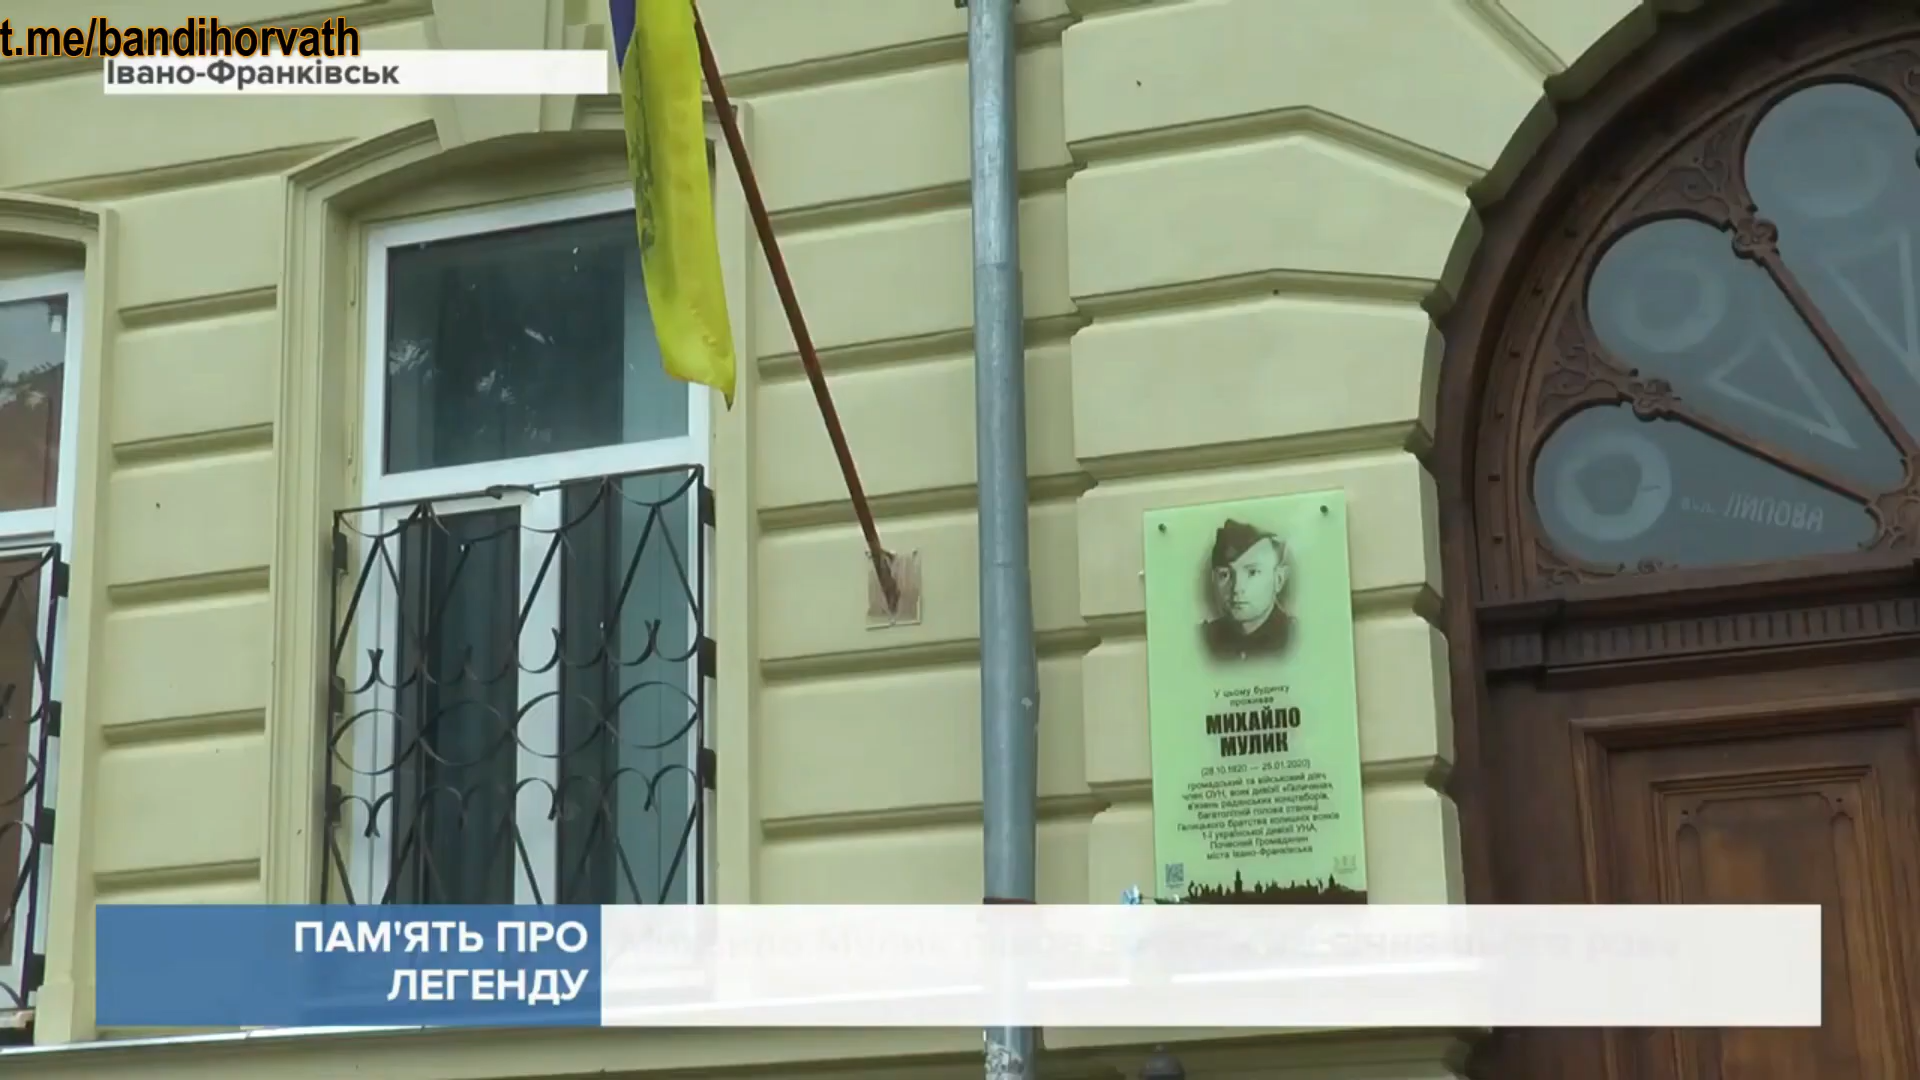 t.me/bandihorvath
Івано-Франківськ
вул. ЛИПОВА
У цьому будинку
проживав
МИХАЙЛО
МУЛИК
(28.10.1920 — 25.01.2020)
громадський та військовий діяч
член ОУН, вояк дивізії «Галичина»,
в'язень радянських концтаборів,
багатолітній голова станиці
Галицького братства колишніх вояків
1-ї української дивізії УНА,
Почесний Громадянин
міста Івано-Франківська
ПАМ'ЯТЬ ПРО
ЛЕГЕНДУ